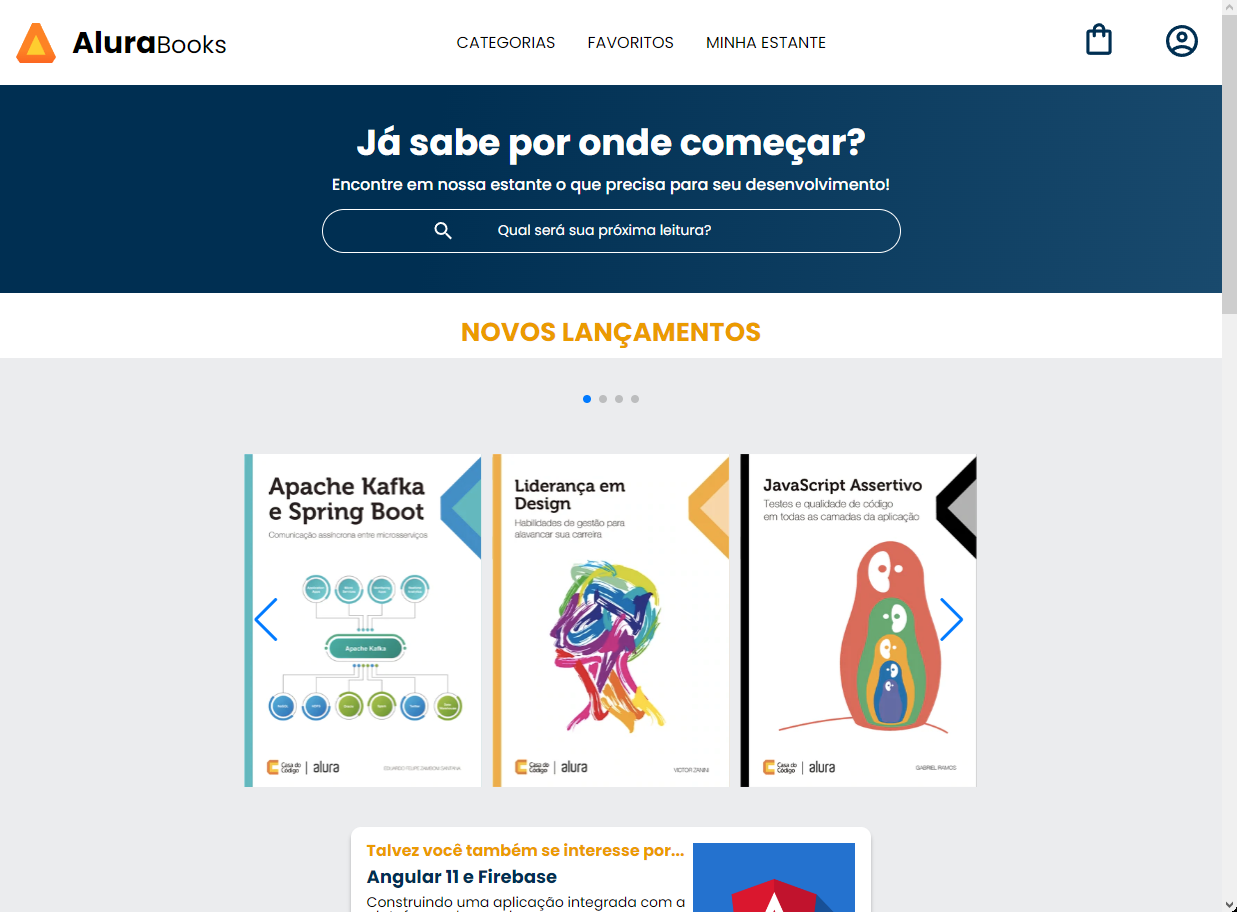 AluraBooks
CATEGORIAS
FAVORITOS
MINHA ESTANTE
Já sabe por onde começar?
Encontre em nossa estante o que precisa para seu desenvolvimento!
Qual será sua próxima leitura?
NOVOS LANÇAMENTOS
Apache Kafka
e Spring Boot
Comunicação assíncrona entre microsserviços
Apache Kafka
Casa do
Código
alura
EDUARDO FELIPE ZAMBOM SANTANA
Liderança em
Design
Habilidades de gestão para
alavancar sua carreira
Casa do
Código
alura
VICTOR ZANINI
JavaScript Assertivo
Testes e qualidade de código
em todas as camadas da aplicação
Casa do
Código
alura
GABRIEL RAMOS
Talvez você também se interesse por...
Angular 11 e Firebase
Construindo uma aplicação integrada com a